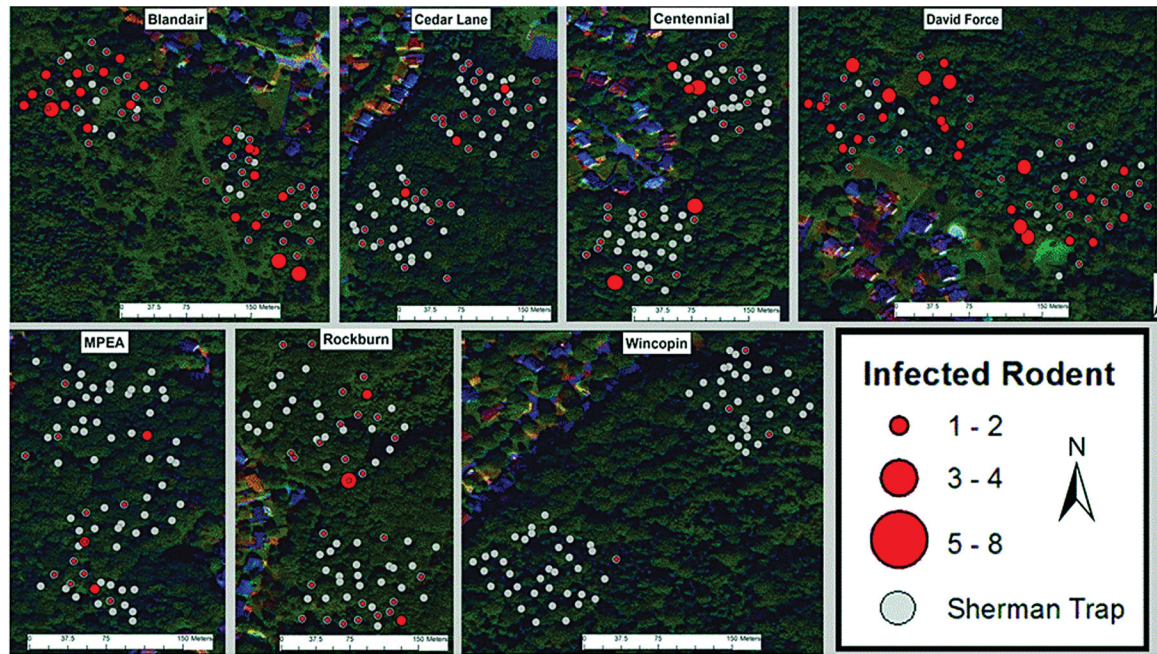 Blandair
Cedar Lane
Centennial
David Force
0 37.5 75 150 Meters
0 37.5 75 150 Meters
0 37.5 75 150 Meters
0 37.5 75 150 Meters
MPEA
Rockburn
Wincopin
0 37.5 75 150 Meters
0 37.5 75 150 Meters
0 37.5 75 150 Meters
Infected Rodent
1 - 2
3 - 4
5 - 8
Sherman Trap
N